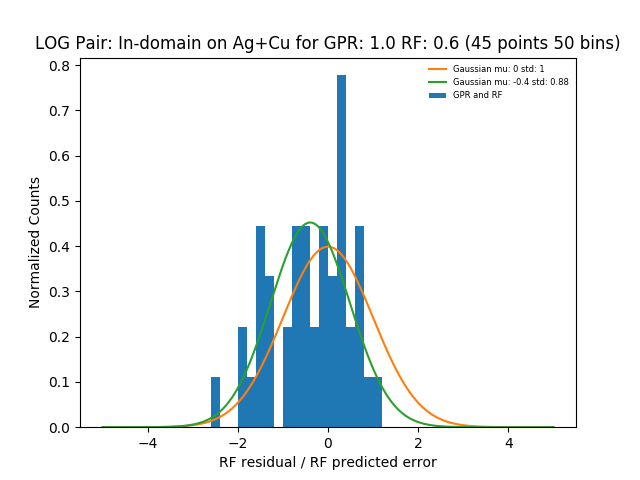 LOG Pair: In-domain on Ag+Cu for GPR: 1.0 RF: 0.6 (45 points 50 bins)
Gaussian mu: 0 std: 1
Gaussian mu: -0.4 std: 0.88
GPR and RF
Normalized Counts
0.8
0.7
0.6
0.5
0.4
0.3
0.2
0.1
0.0
−4 −2 0 2 4
RF residual / RF predicted error